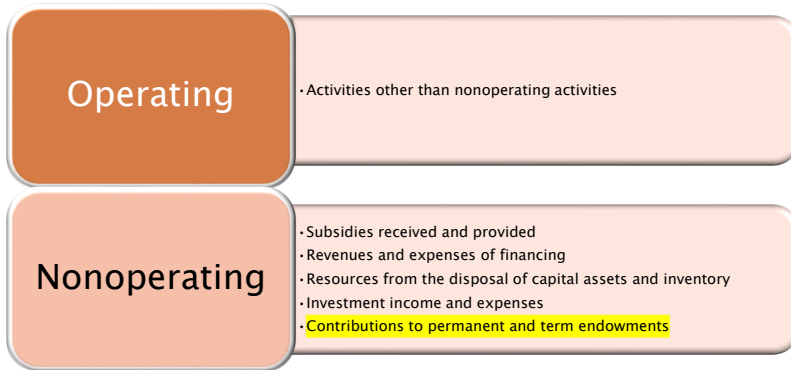 Operating
·Activities other than nonoperating activities
Nonoperating
·Subsidies received and provided
·Revenues and expenses of financing
·Resources from the disposal of capital assets and inventory
·Investment income and expenses
·Contributions to permanent and term endowments